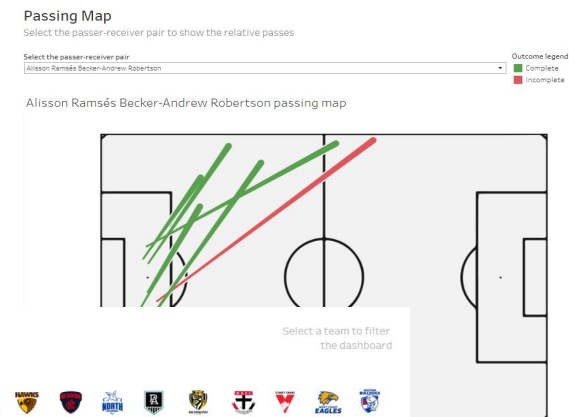 Passing Map
Select the passer-receiver pair to show the relative passes
Select the passer-receiver pair
Alisson Ramsés Becker-Andrew Robertson
Outcome legend
Complete
Incomplete
Alisson Ramsés Becker-Andrew Robertson passing map
Select a team to filter
the dashboard
HAWKS
NORTH
EAGLES
BULLDOGS